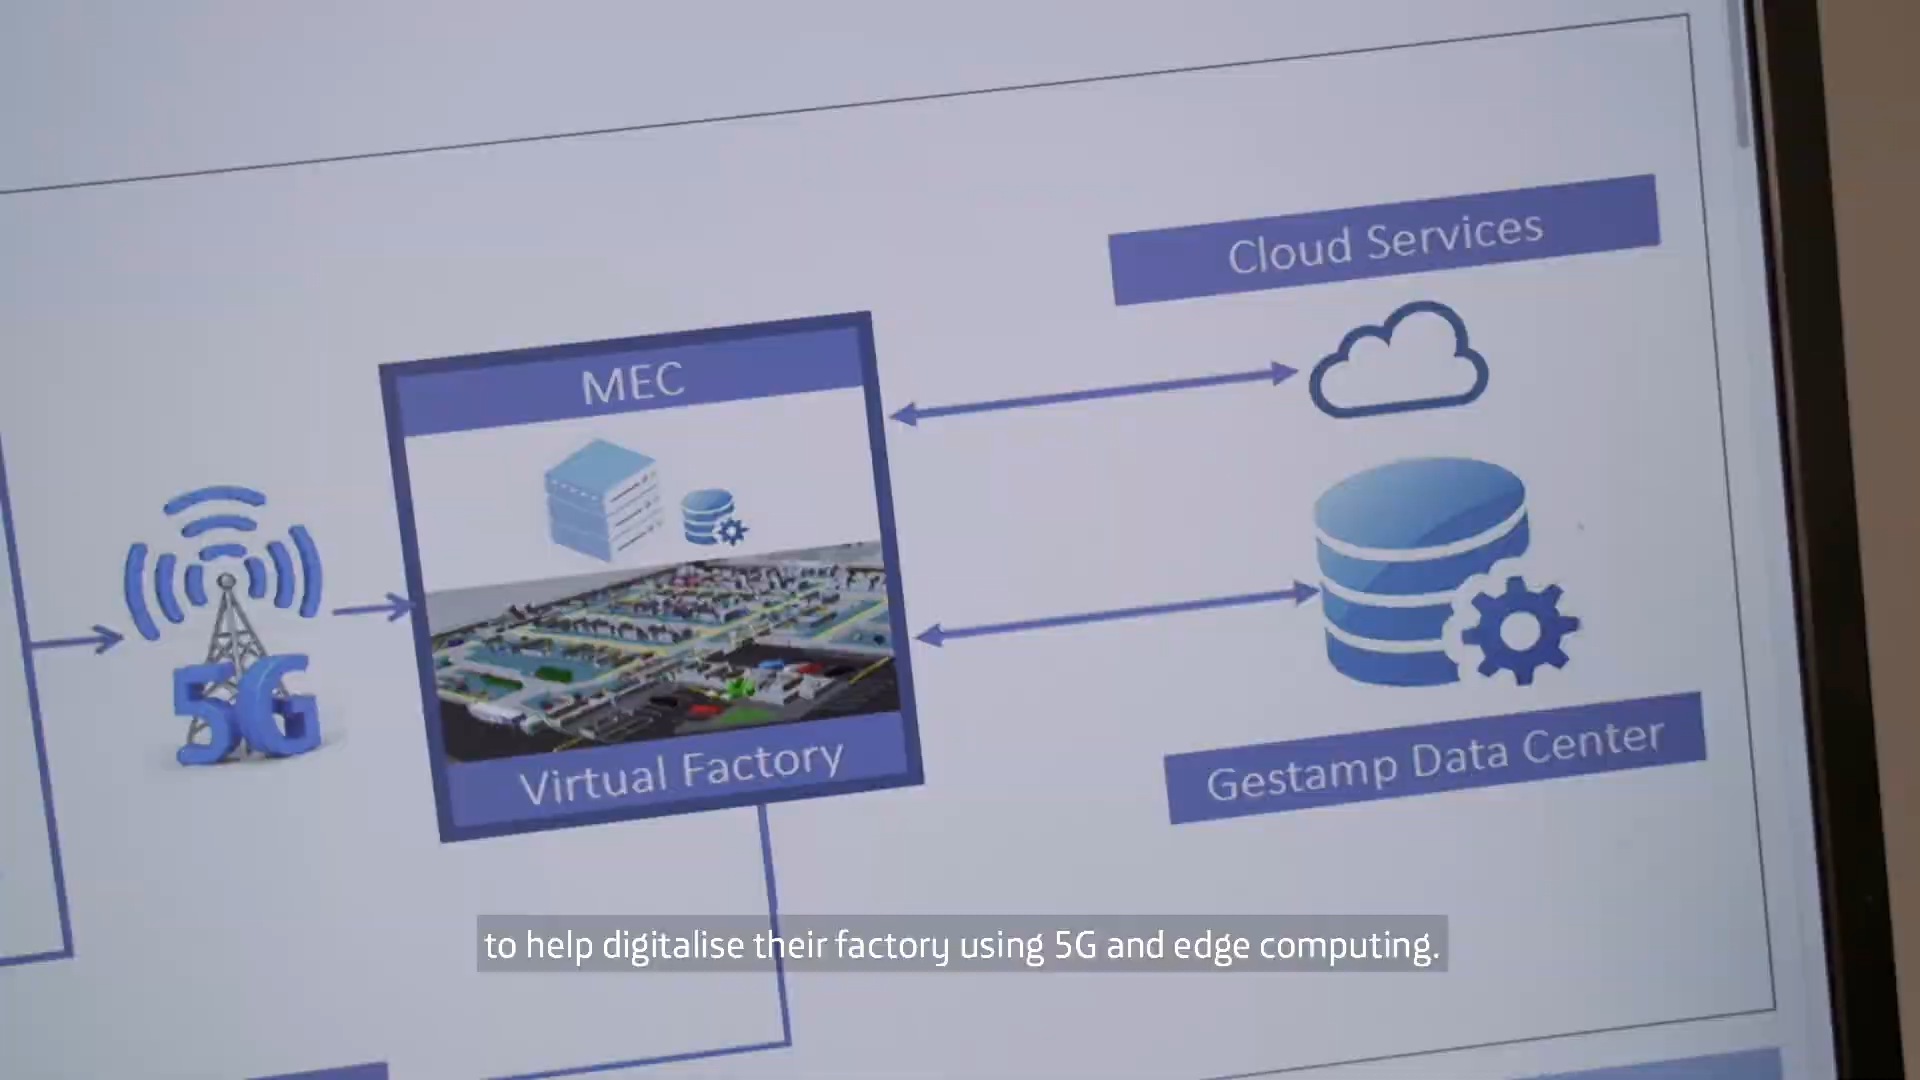 Cloud Services
MEC
5G
Virtual Factory
Gestamp Data Center
to help digitalise their factory using 5G and edge computing.